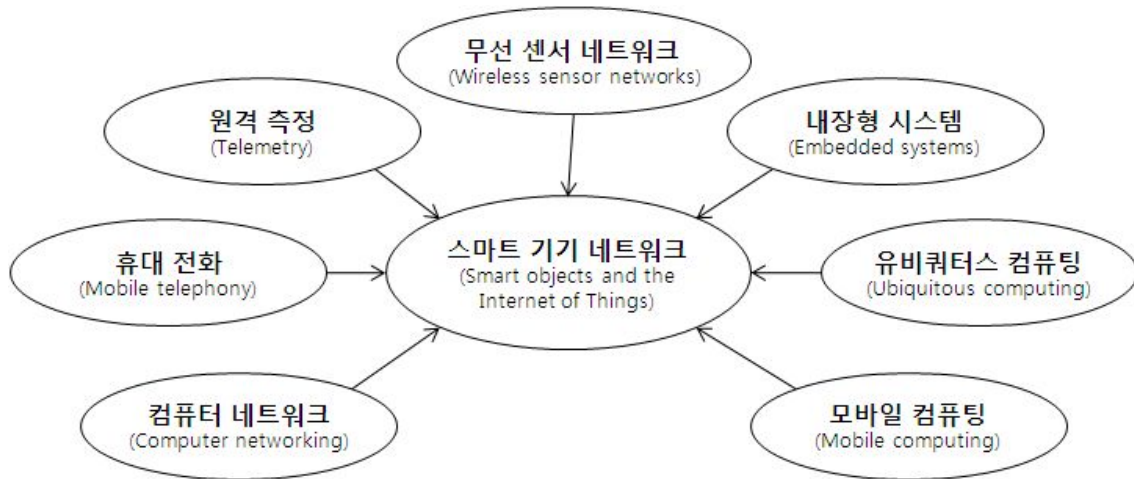 무선 센서 네트워크
(Wireless sensor networks)
원격 측정
(Telemetry)
내장형 시스템
(Embedded systems)
휴대 전화
(Mobile telephony)
스마트 기기 네트워크
(Smart objects and the
Internet of Things)
유비쿼터스 컴퓨팅
(Ubiquitous computing)
컴퓨터 네트워크
(Computer networking)
모바일 컴퓨팅
(Mobile computing)